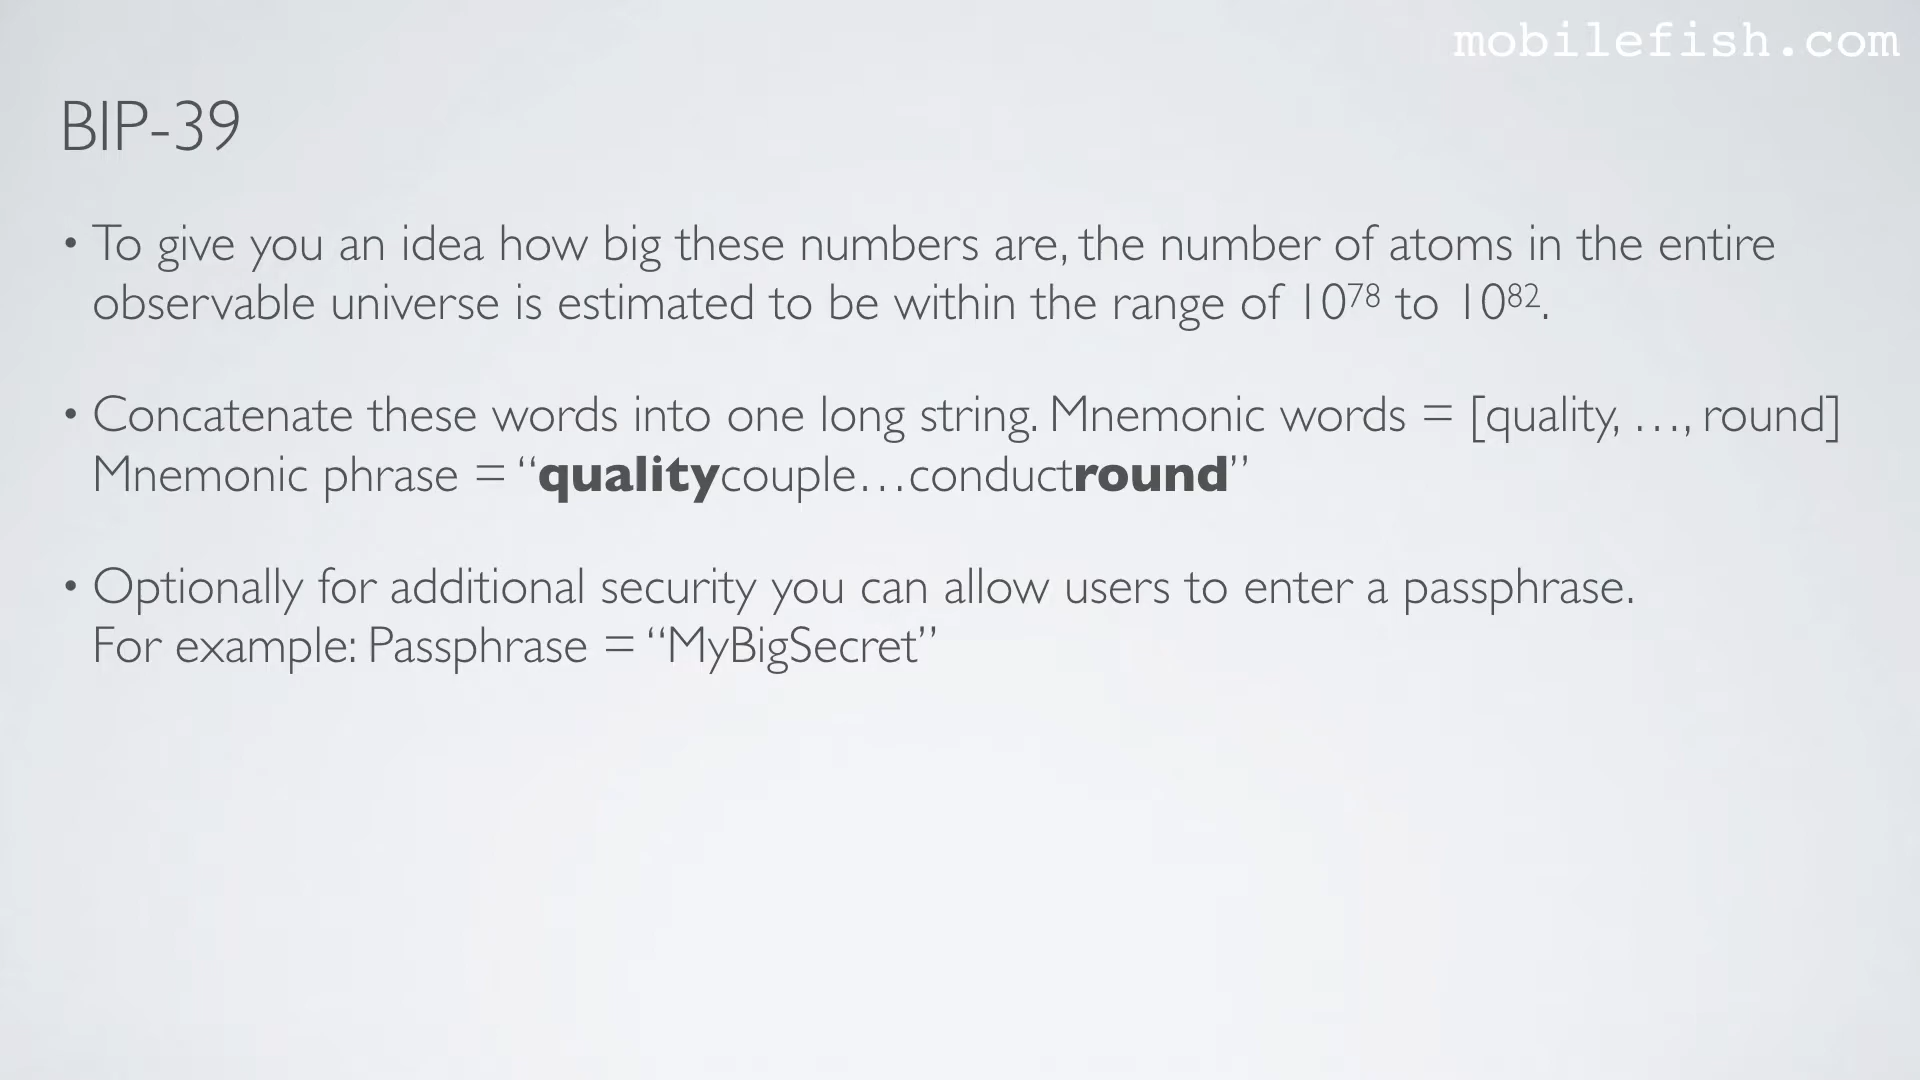 mobilefish.com
BIP-39
• To give you an idea how big these numbers are, the number of atoms in the entire
observable universe is estimated to be within the range of 10⁷⁸ to 10⁸².
• Concatenate these words into one long string. Mnemonic words = [quality, …, round]
Mnemonic phrase = “qualitycouple…conductround”
• Optionally for additional security you can allow users to enter a passphrase.
For example: Passphrase = “MyBigSecret”